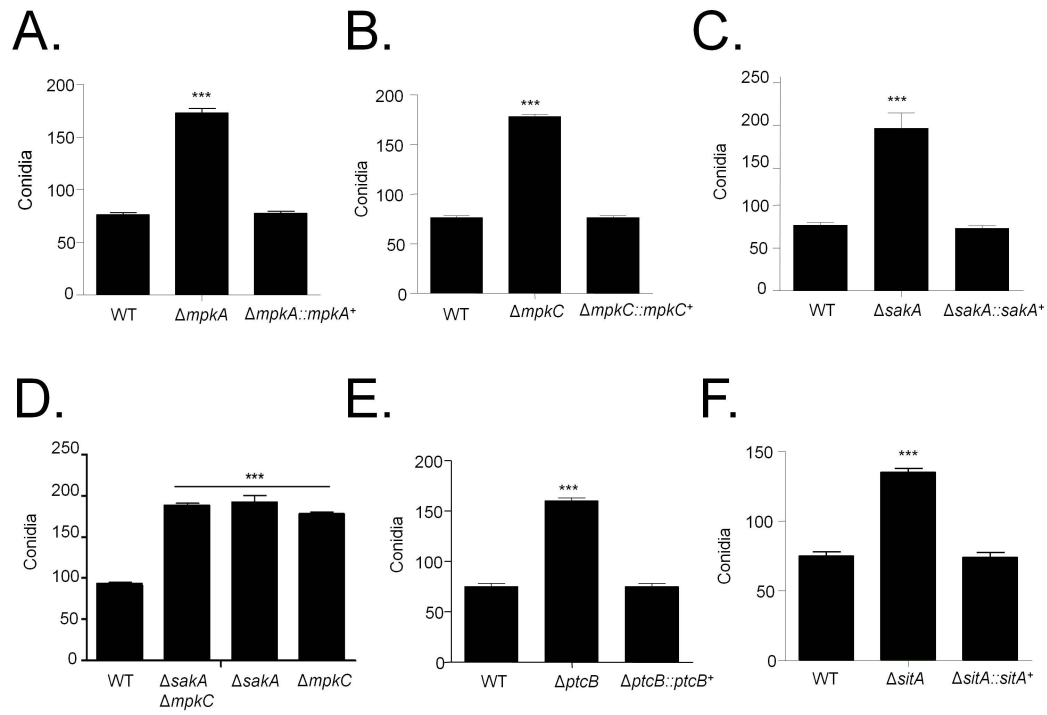 A.
200
150
100
50
0
Conidia
***
WT
ΔmpkA
ΔmpkA::mpkA⁺
B.
200
150
100
50
0
Conidia
***
WT
ΔmpkC
ΔmpkC::mpkC⁺
C.
250
200
150
100
50
0
Conidia
***
WT
ΔsakA
ΔsakA::sakA⁺
D.
250
200
150
100
50
0
Conidia
***
WT
ΔsakA
ΔmpkC
ΔsakA
ΔmpkC
E.
200
150
100
50
0
Conidia
***
WT
ΔptcB
ΔptcB::ptcB⁺
F.
150
100
50
0
Conidia
***
WT
ΔsitA
ΔsitA::sitA⁺